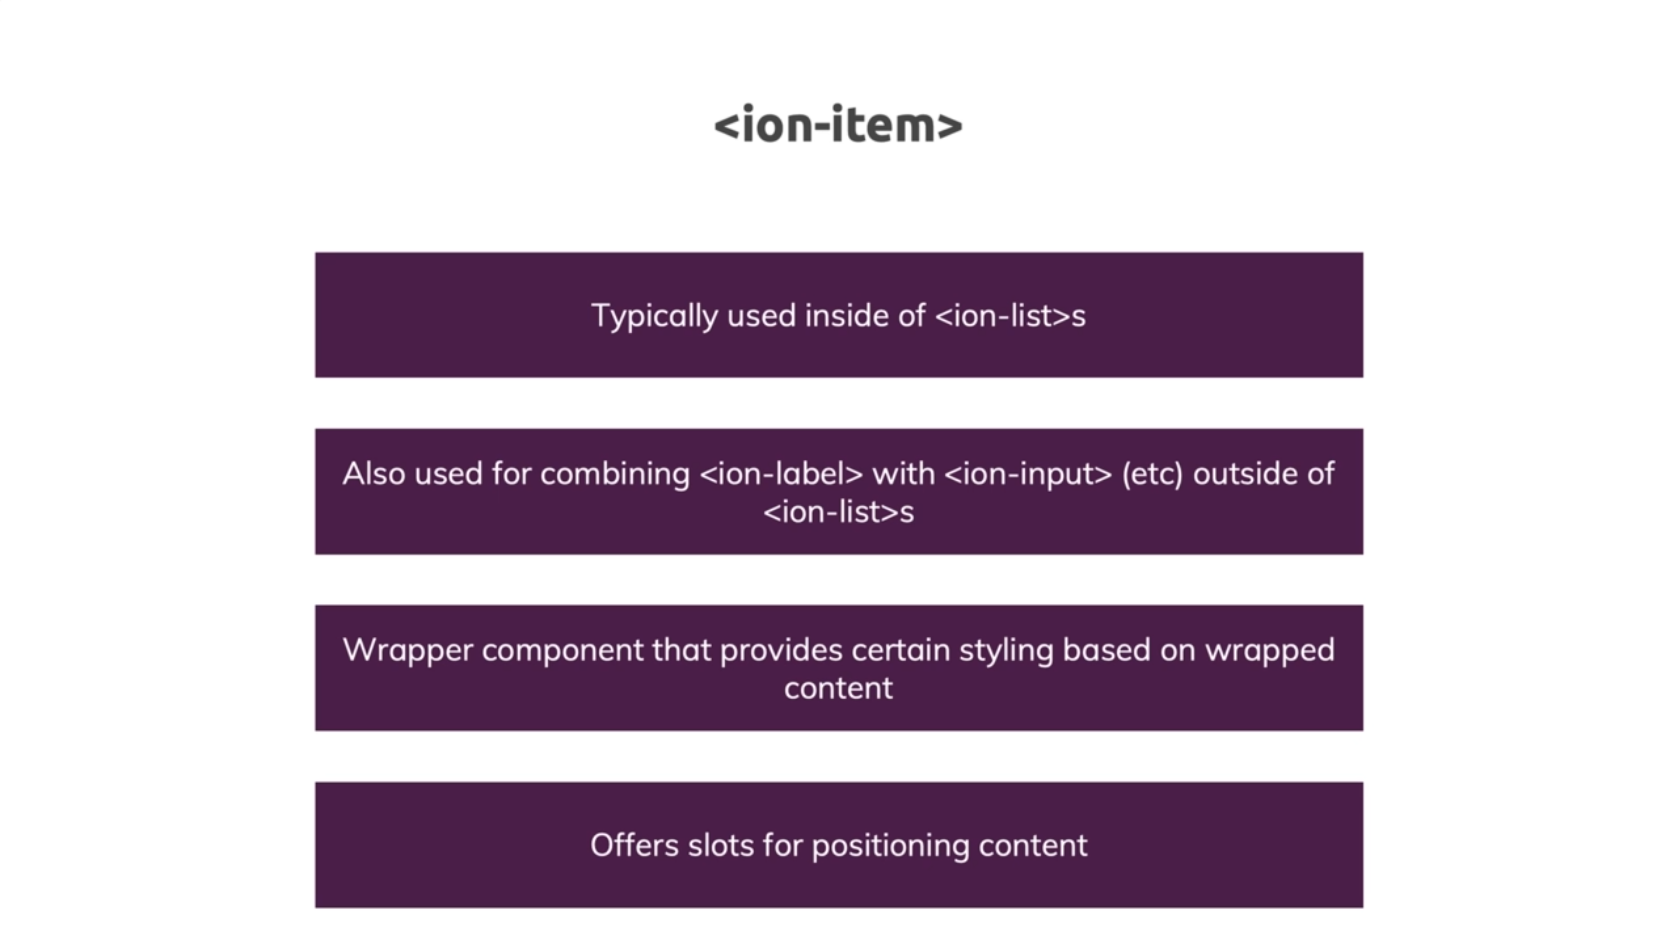 <ion-item>
Typically used inside of <ion-list>s
Also used for combining <ion-label> with <ion-input> (etc) outside of
<ion-list>s
Wrapper component that provides certain styling based on wrapped
content
Offers slots for positioning content